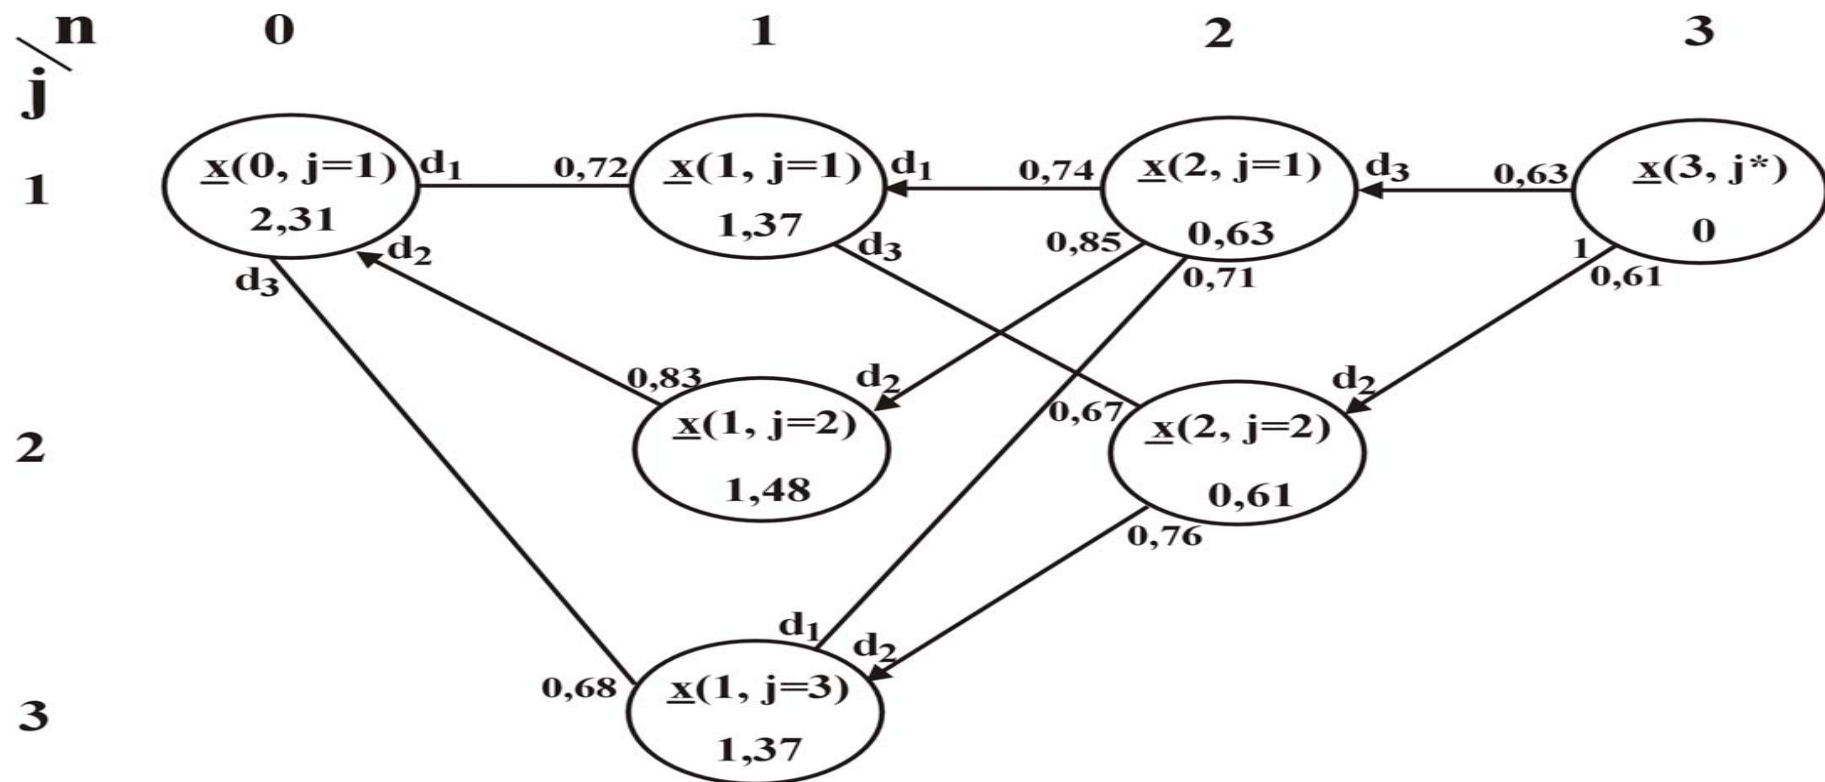 n 0 1 2 3
j
1
x(0, j=1) d1 0,72 x(1, j=1) d1 0,74 x(2, j=1) d3 0,63 x(3, j*)
2,31 1,37 0,63 0
d3 d2 d3 0,85 0,71 1 0,61
0,83 d2 d2
2
x(1, j=2) 0,67 x(2, j=2)
1,48 0,61
0,76
d1 d2
3
0,68 x(1, j=3)
1,37